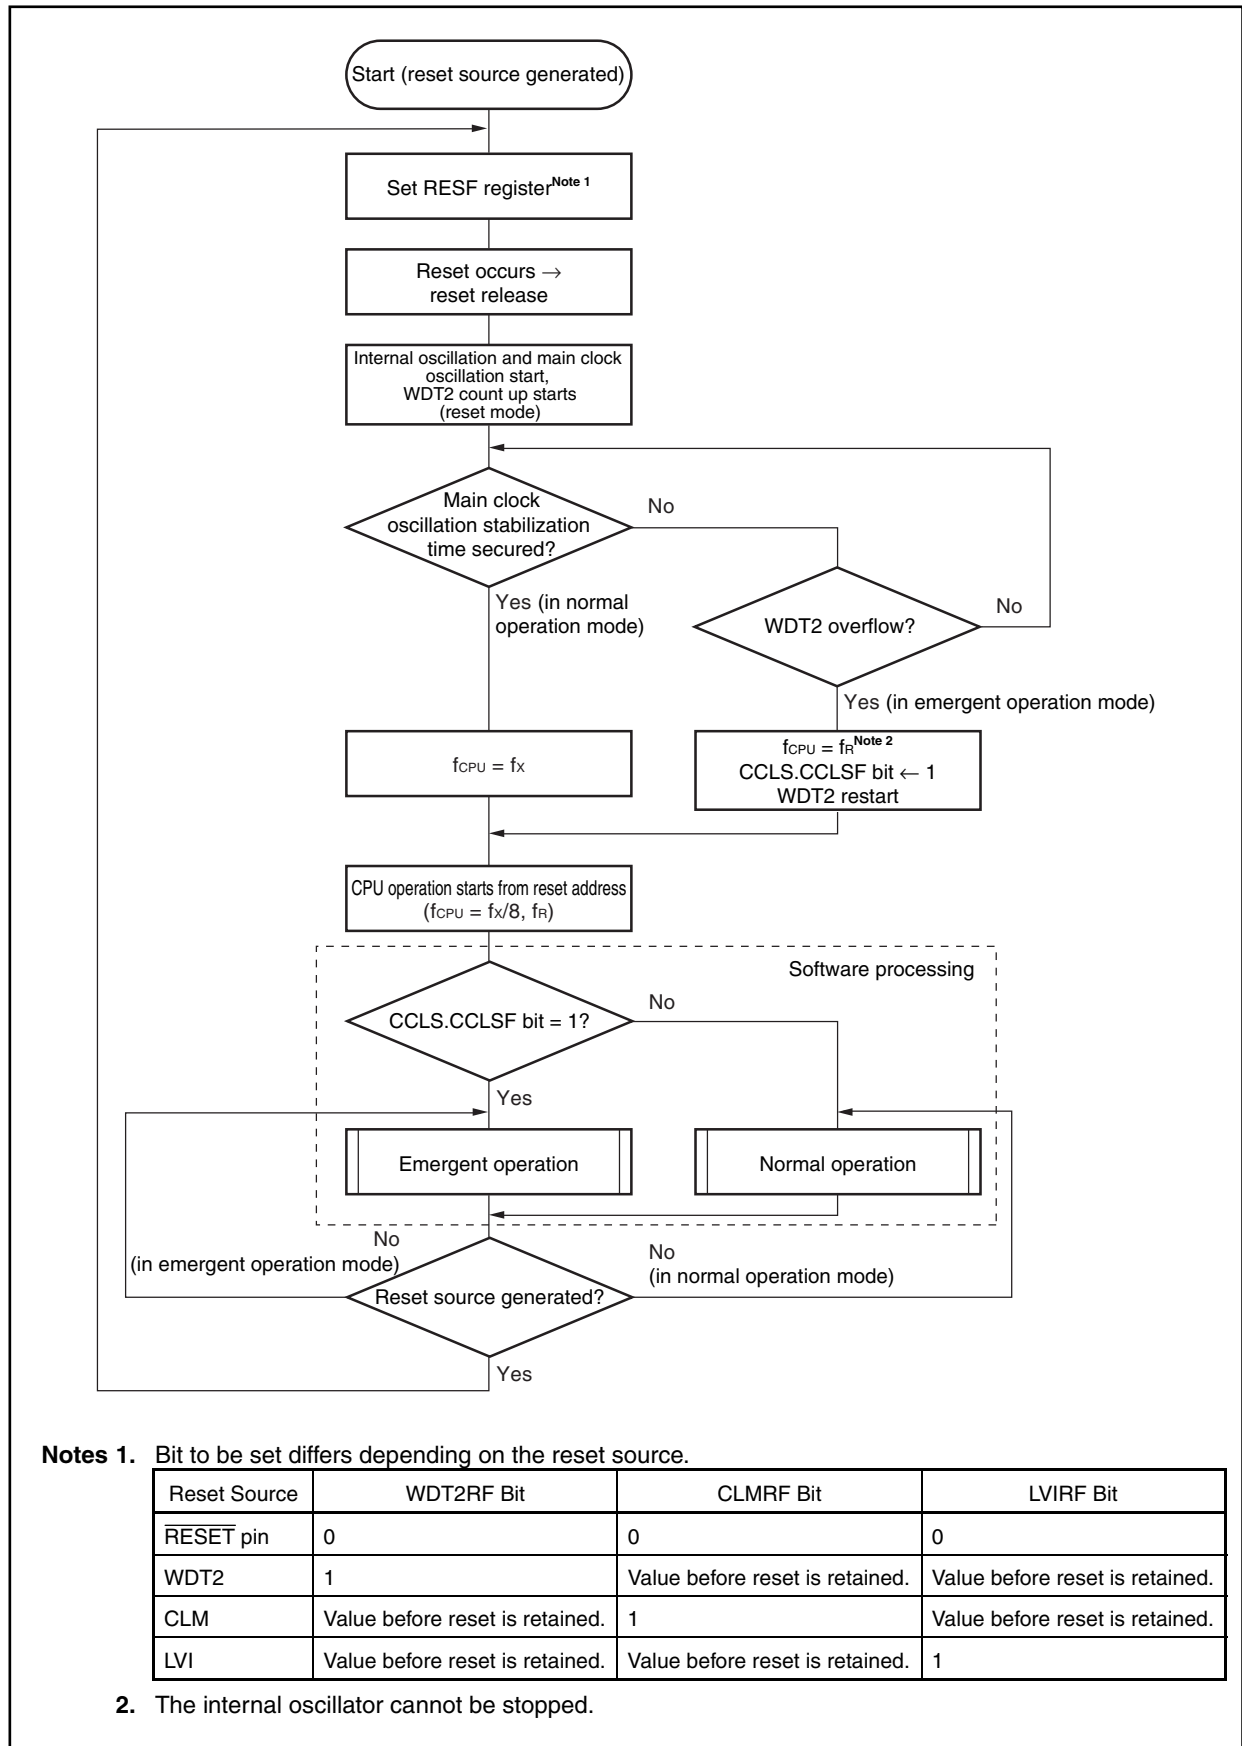 Start (reset source generated)
Set RESF register Note 1
Reset occurs →
reset release
Internal oscillation and main clock
oscillation start,
WDT2 count up starts
(reset mode)
Main clock
oscillation stabilization
time secured?
No
Yes (in normal
operation mode)
WDT2 overflow?
No
Yes (in emergent operation mode)
fCPU = fX
fCPU = fR Note 2
CCLS.CCLSF bit ← 1
WDT2 restart
CPU operation starts from reset address
(fCPU = fX/8, fR)
Software processing
CCLS.CCLSF bit = 1?
No
Yes
Emergent operation
Normal operation
No
(in emergent operation mode)
No
(in normal operation mode)
Reset source generated?
Yes
Notes 1. Bit to be set differs depending on the reset source.
Reset Source WDT2RF Bit CLMRF Bit LVIRF Bit
RESET pin 0 0 0
WDT2 1 Value before reset is retained. Value before reset is retained.
CLM Value before reset is retained. 1 Value before reset is retained.
LVI Value before reset is retained. Value before reset is retained. 1
2. The internal oscillator cannot be stopped.